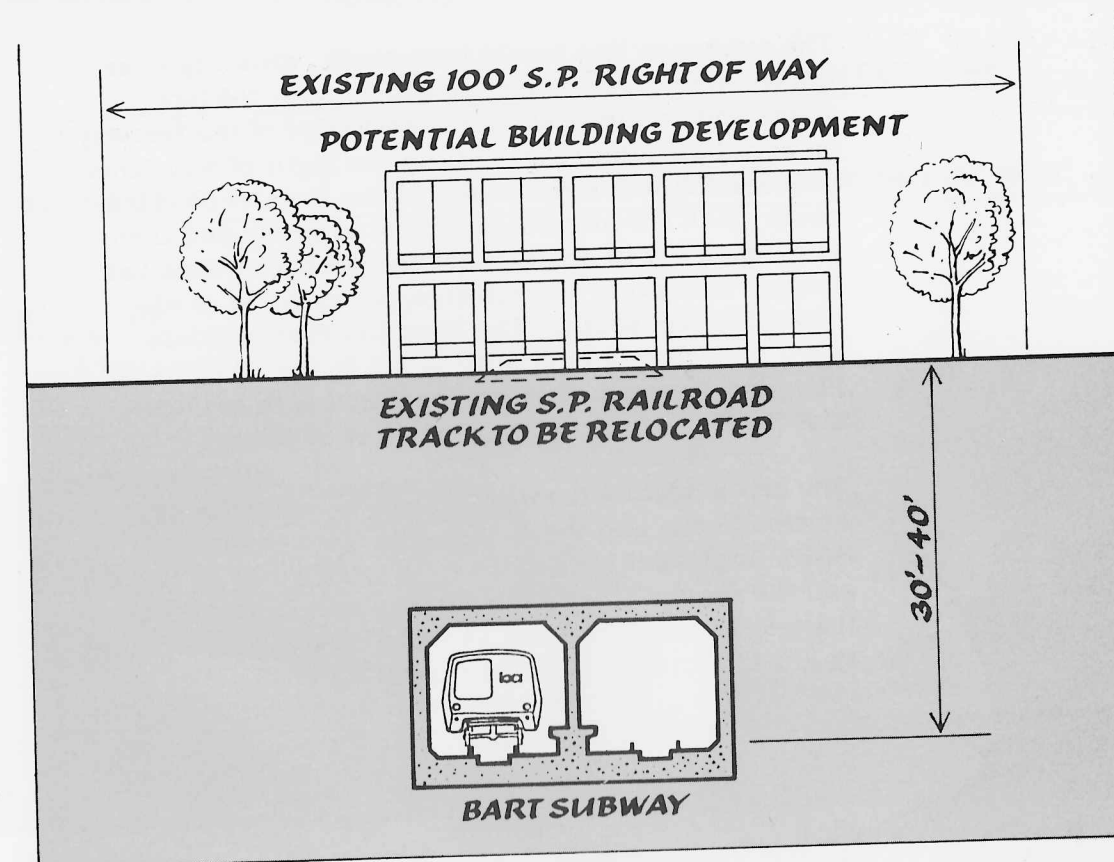 EXISTING 100' S.P. RIGHT OF WAY
POTENTIAL BUILDING DEVELOPMENT
EXISTING S.P. RAILROAD
TRACK TO BE RELOCATED
30'-40'
BART SUBWAY